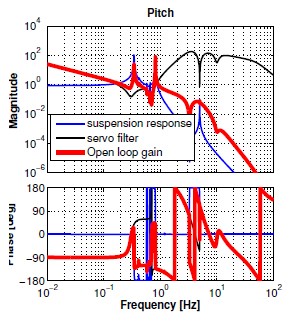 Pitch
10^4
10^2
10^0
10^-2
10^-4
10^-6
Magnitude
suspension response
servo filter
Open loop gain
180
90
0
−90
−180
Phase [deg]
10^-2 10^-1 10^0 10^1 10^2
Frequency [Hz]